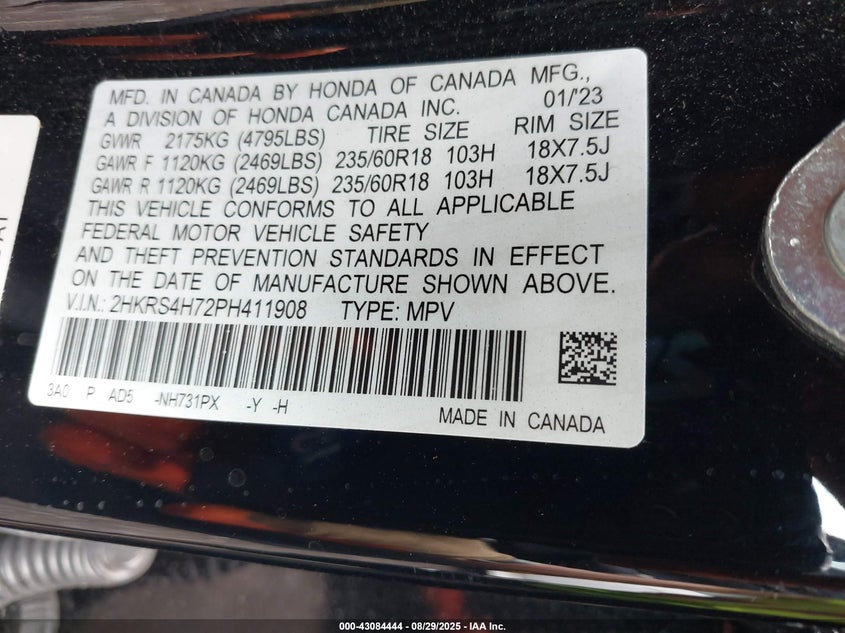 MFD. IN CANADA BY HONDA OF CANADA MFG.,
A DIVISION OF HONDA CANADA INC. 01/'23
GVWR 2175KG (4795LBS) TIRE SIZE RIM SIZE
GAWR F 1120KG (2469LBS) 235/60R18 103H 18X7.5J
GAWR R 1120KG (2469LBS) 235/60R18 103H 18X7.5J
THIS VEHICLE CONFORMS TO ALL APPLICABLE
FEDERAL MOTOR VEHICLE SAFETY
AND THEFT PREVENTION STANDARDS IN EFFECT
ON THE DATE OF MANUFACTURE SHOWN ABOVE.
V.I.N.: 2HKRS4H72PH411908 TYPE: MPV
3A0 P AD5 -NH731PX -Y -H
MADE IN CANADA
000-43084444 - 08/29/2025 - IAA Inc.